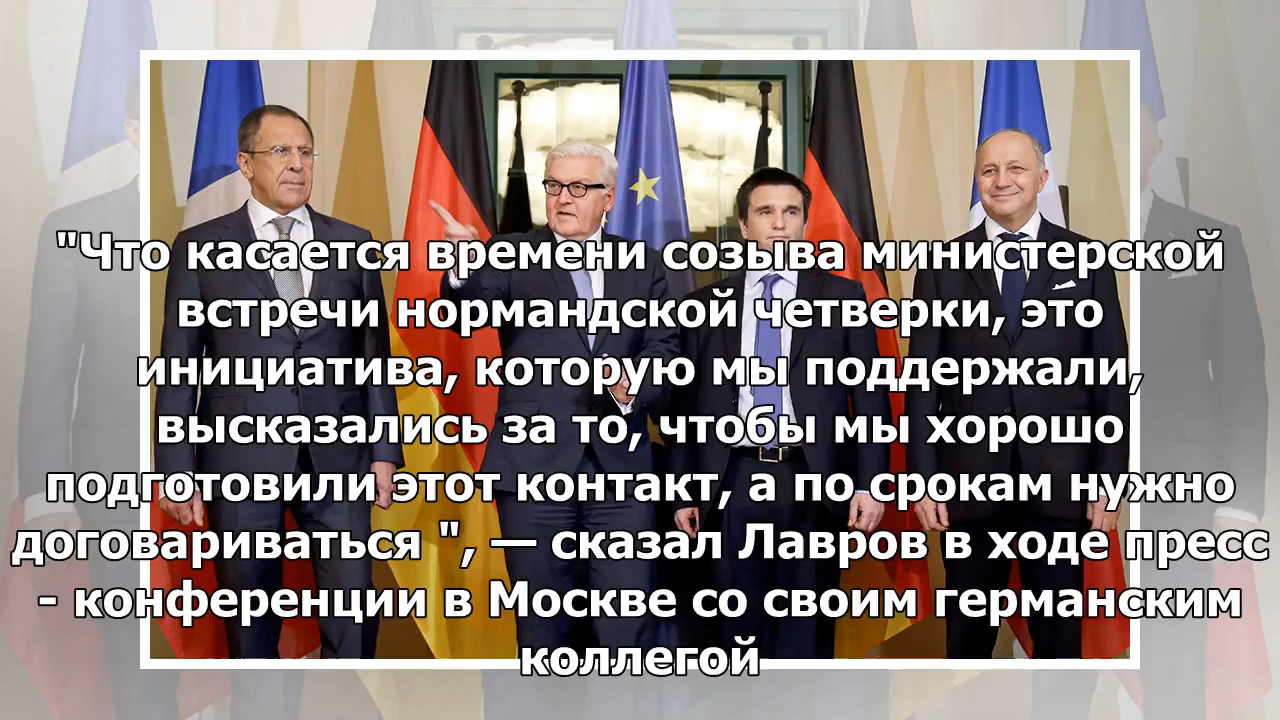 "Что касается времени созыва министерской
встречи нормандской четверки, это
инициатива, которую мы поддержали,
высказались за то, чтобы мы хорошо
подготовили этот контакт, а по срокам нужно
договариваться ", — сказал Лавров в ходе пресс
- конференции в Москве со своим германским
коллегой